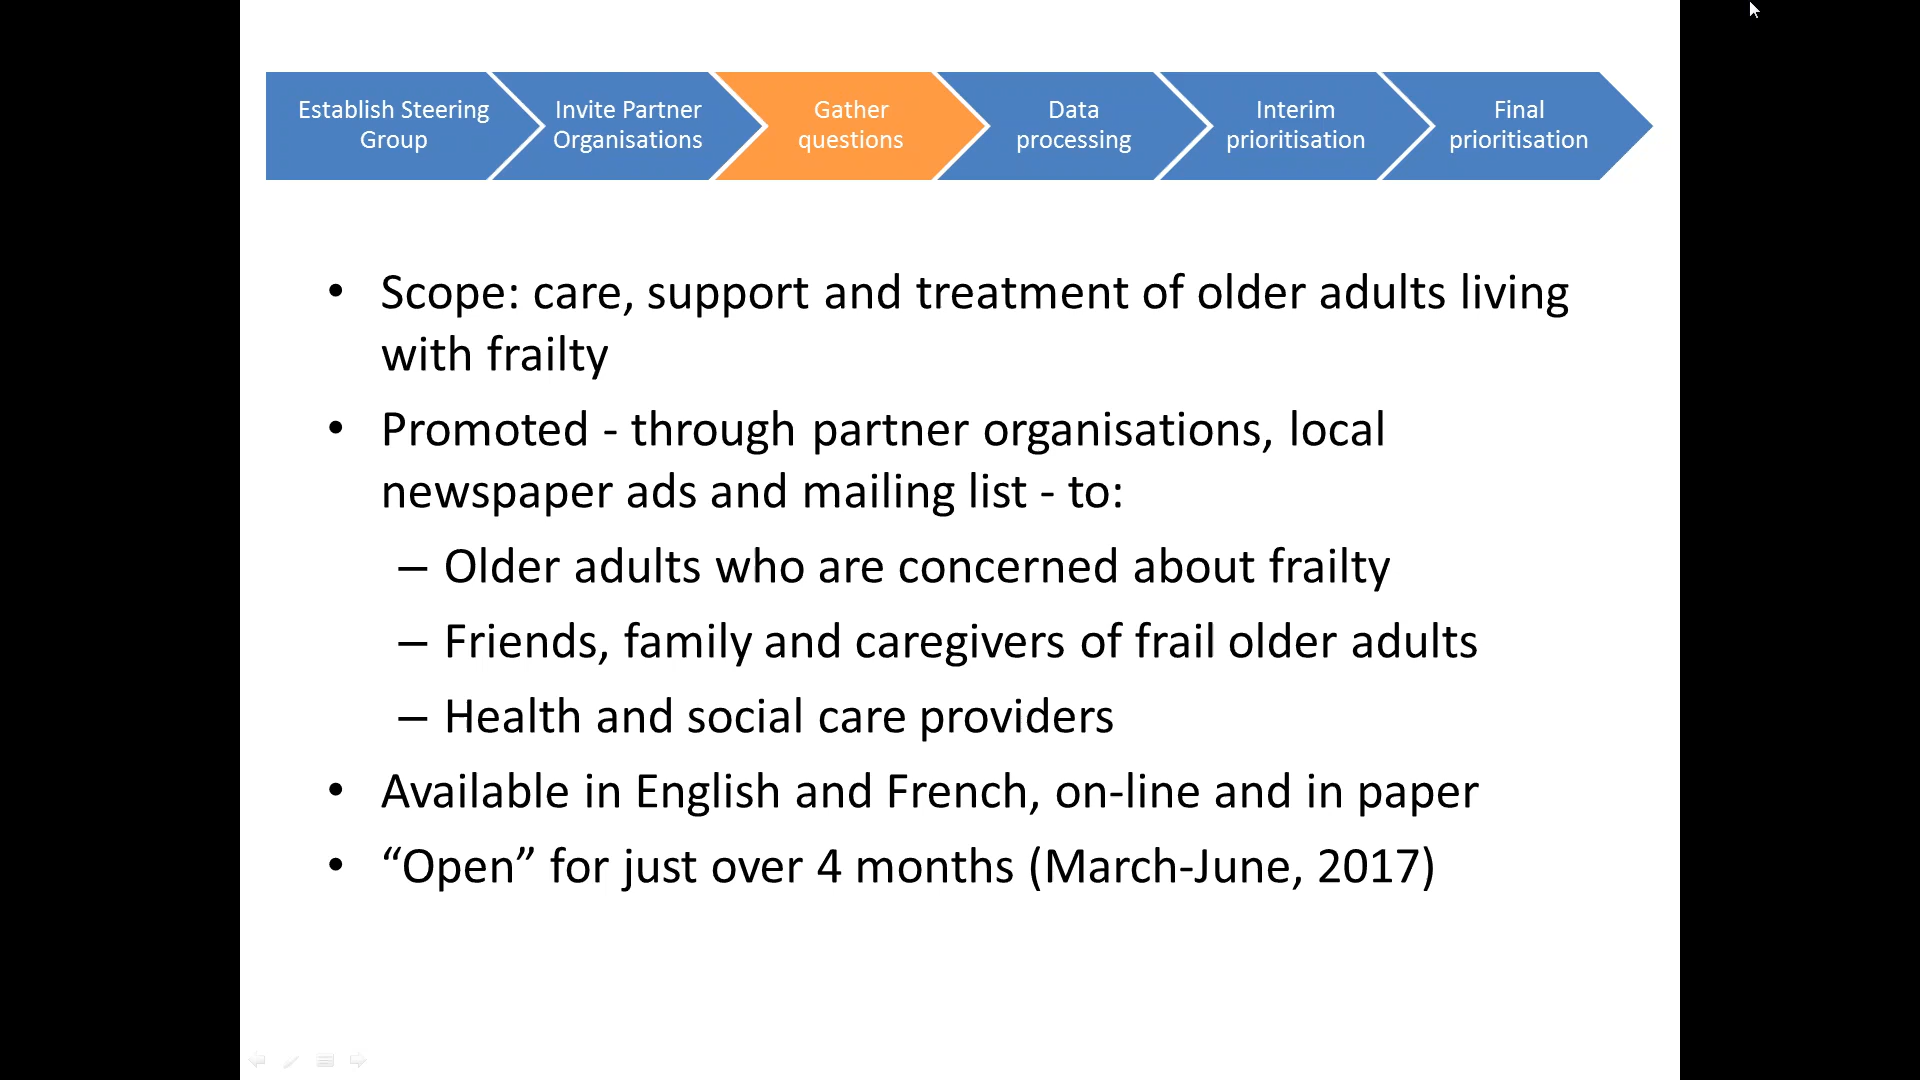 Establish Steering
Group
Invite Partner
Organisations
Gather
questions
Data
processing
Interim
prioritisation
Final
prioritisation
• Scope: care, support and treatment of older adults living
with frailty
• Promoted - through partner organisations, local
newspaper ads and mailing list - to:
– Older adults who are concerned about frailty
– Friends, family and caregivers of frail older adults
– Health and social care providers
• Available in English and French, on-line and in paper
• “Open” for just over 4 months (March-June, 2017)